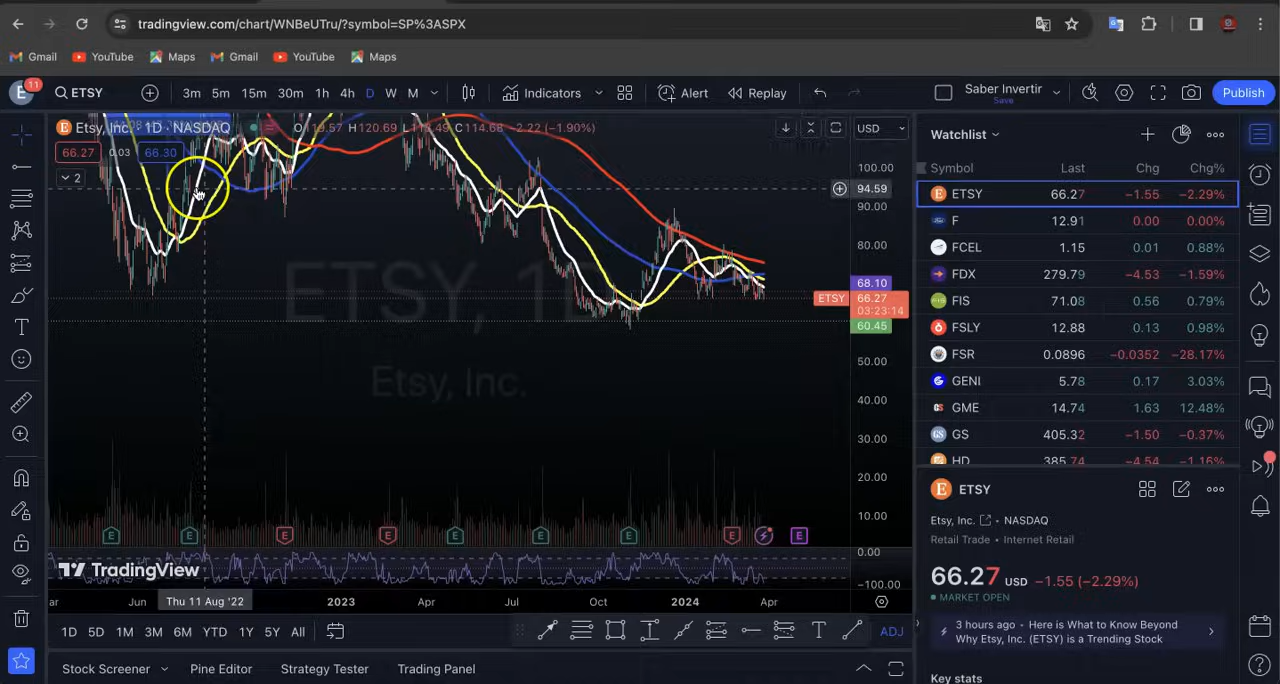 tradingview.com/chart/WNBeUTru/?symbol=SP%3ASPX
Gmail YouTube Maps Gmail YouTube Maps
E 11 ETSY 3m 5m 15m 30m 1h 4h D W M Indicators Alert Replay Saber Invertir Save Publish
Etsy, Inc. 1D NASDAQ H120.69 C114.68 −2.22 (−1.90%) USD
66.27 0.03 66.30
2
ETSY, 1D
Etsy, Inc.
100.00
94.59
90.00
80.00
68.10
ETSY 66.27
03:23:14
60.45
50.00
40.00
30.00
20.00
10.00
0.00
−100.00
E E E E E E E E E
TradingView
Jun Thu 11 Aug '22 2023 Apr Jul Oct 2024 Apr
1D 5D 1M 3M 6M YTD 1Y 5Y All ADJ
Stock Screener Pine Editor Strategy Tester Trading Panel
Watchlist
Symbol Last Chg Chg%
ETSY 66.27 −1.55 −2.29%
F 12.91 0.00 0.00%
FCEL 1.15 0.01 0.88%
FDX 279.79 −4.53 −1.59%
FIS 71.08 0.56 0.79%
FSLY 12.88 0.13 0.98%
FSR 0.0896 −0.0352 −28.17%
GENI 5.78 0.17 3.03%
GME 14.74 1.63 12.48%
GS 405.32 −1.50 −0.37%
HD 385.74 −4.54 −1.16%
ETSY
Etsy, Inc. • NASDAQ
Retail Trade • Internet Retail
66.27 USD −1.55 (−2.29%)
MARKET OPEN
3 hours ago • Here is What to Know Beyond
Why Etsy, Inc. (ETSY) is a Trending Stock
Key stats